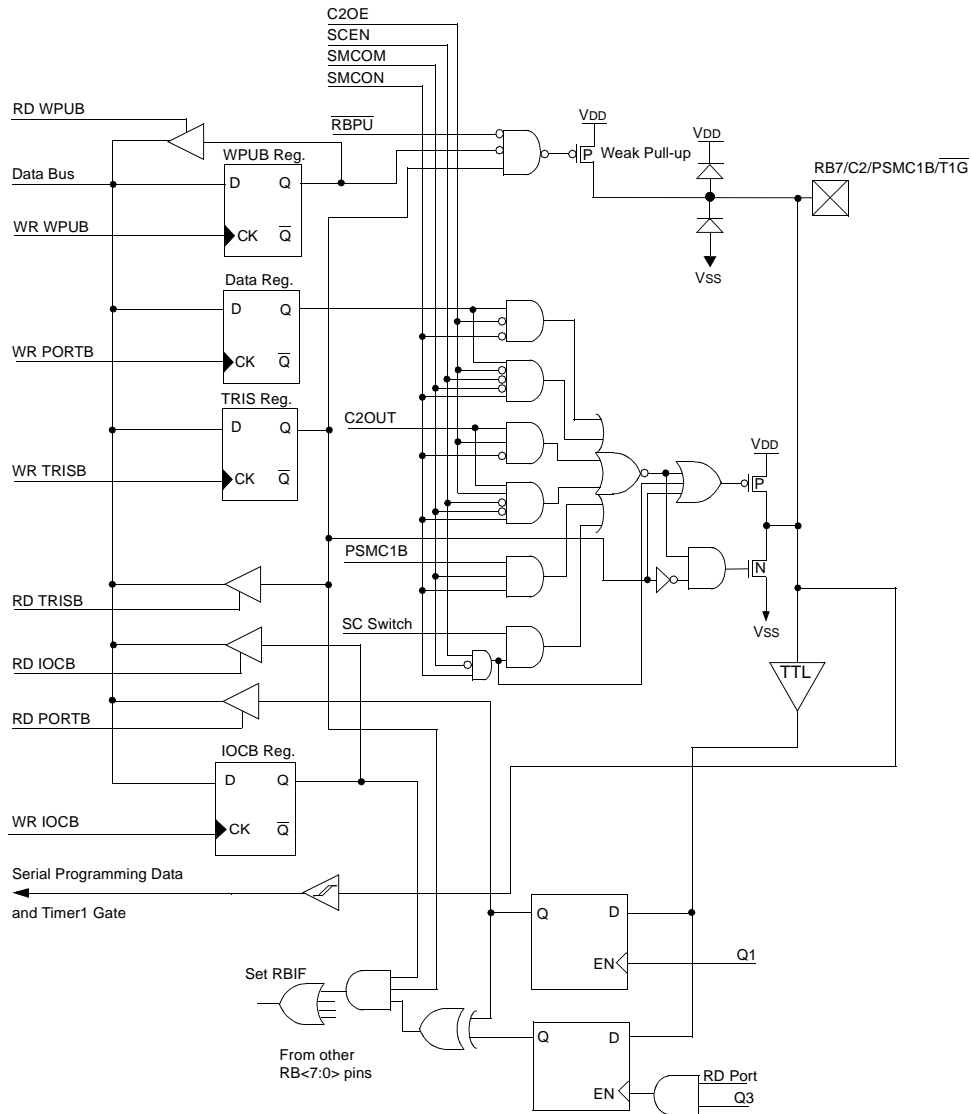 C2OE
SCEN
SMCOM
SMCON
RD WPUB
RBPU
VDD
VDD
P
Weak Pull-up
WPUB Reg.
RB7/C2/PSMC1B/T1G
Data Bus
D
Q
WR WPUB
CK
Q
VSS
Data Reg.
D
Q
WR PORTB
CK
Q
TRIS Reg.
C2OUT
D
Q
VDD
WR TRISB
CK
Q
P
PSMC1B
N
RD TRISB
SC Switch
VSS
RD IOCB
TTL
RD PORTB
IOCB Reg.
D
Q
WR IOCB
CK
Q
Serial Programming Data
and Timer1 Gate
Q
D
EN
Q1
Set RBIF
Q
D
From other
RB<7:0> pins
RD Port
EN
Q3